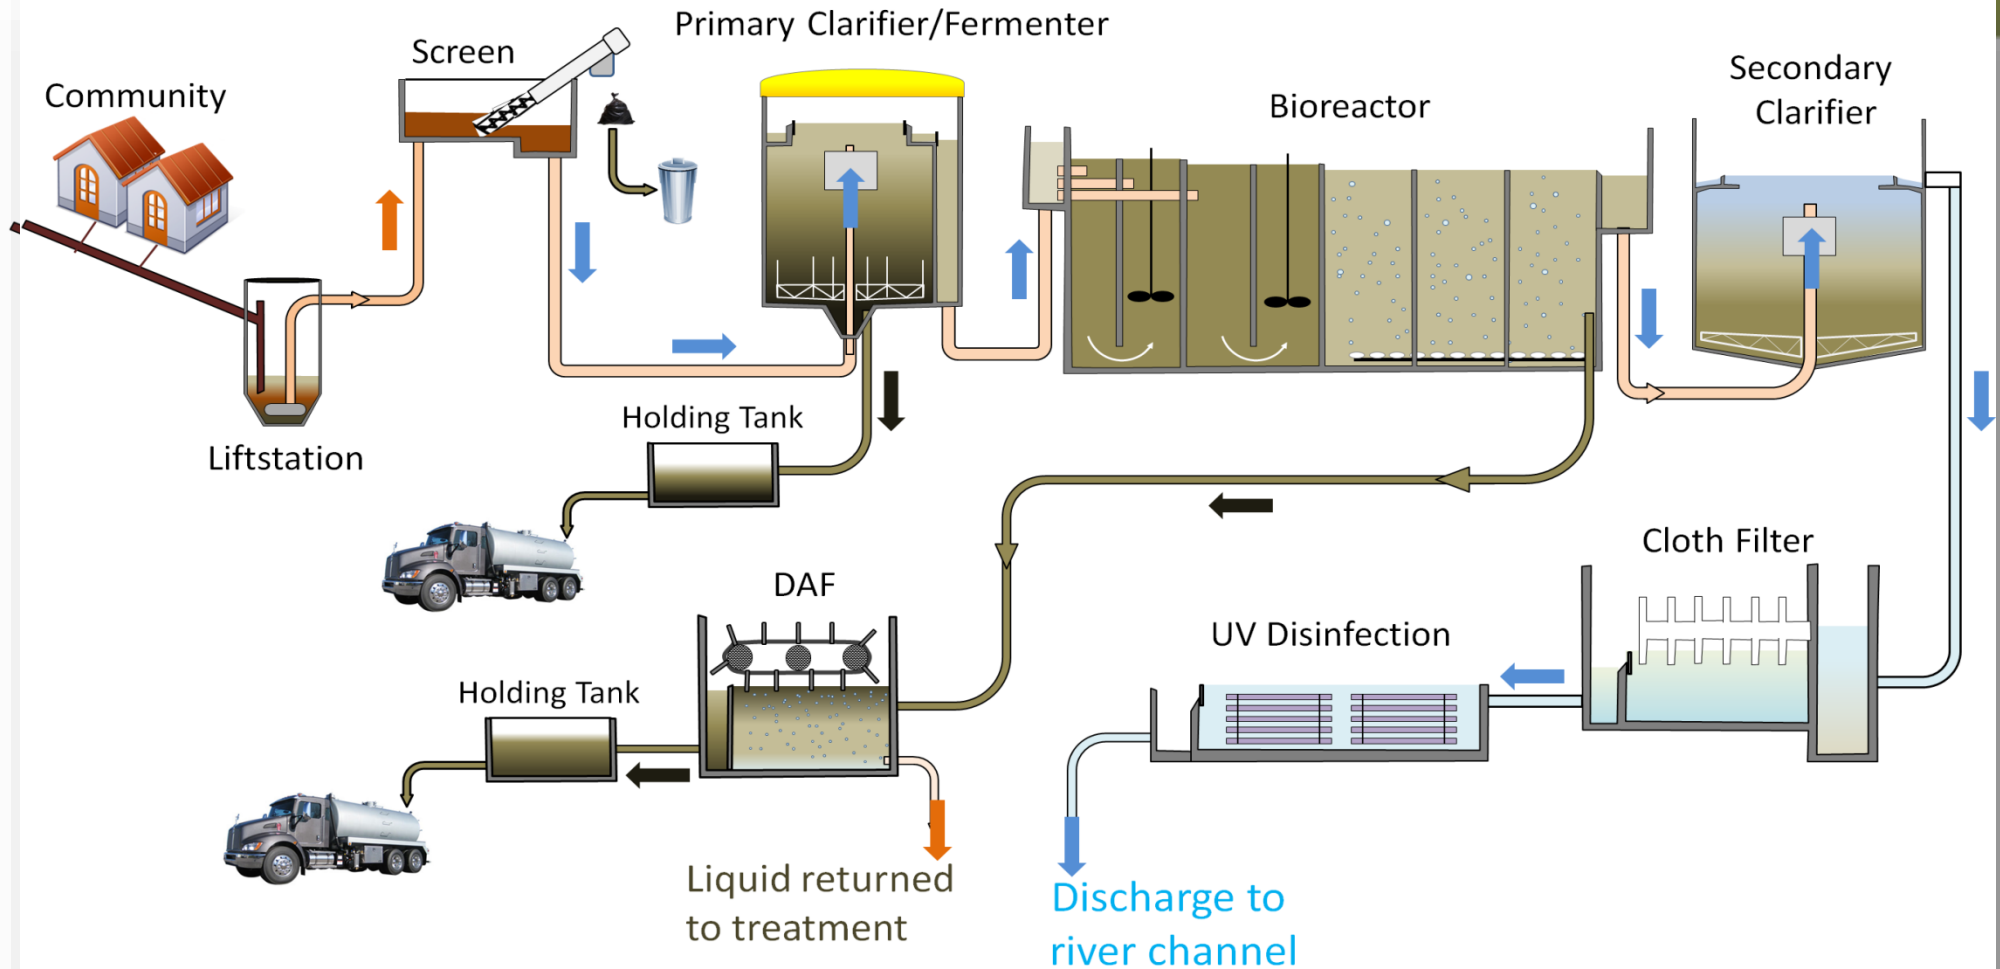 Primary Clarifier/Fermenter
Screen
Community
Bioreactor
Secondary
Clarifier
Liftstation
Holding Tank
Cloth Filter
DAF
UV Disinfection
Holding Tank
Liquid returned
to treatment
Discharge to
river channel